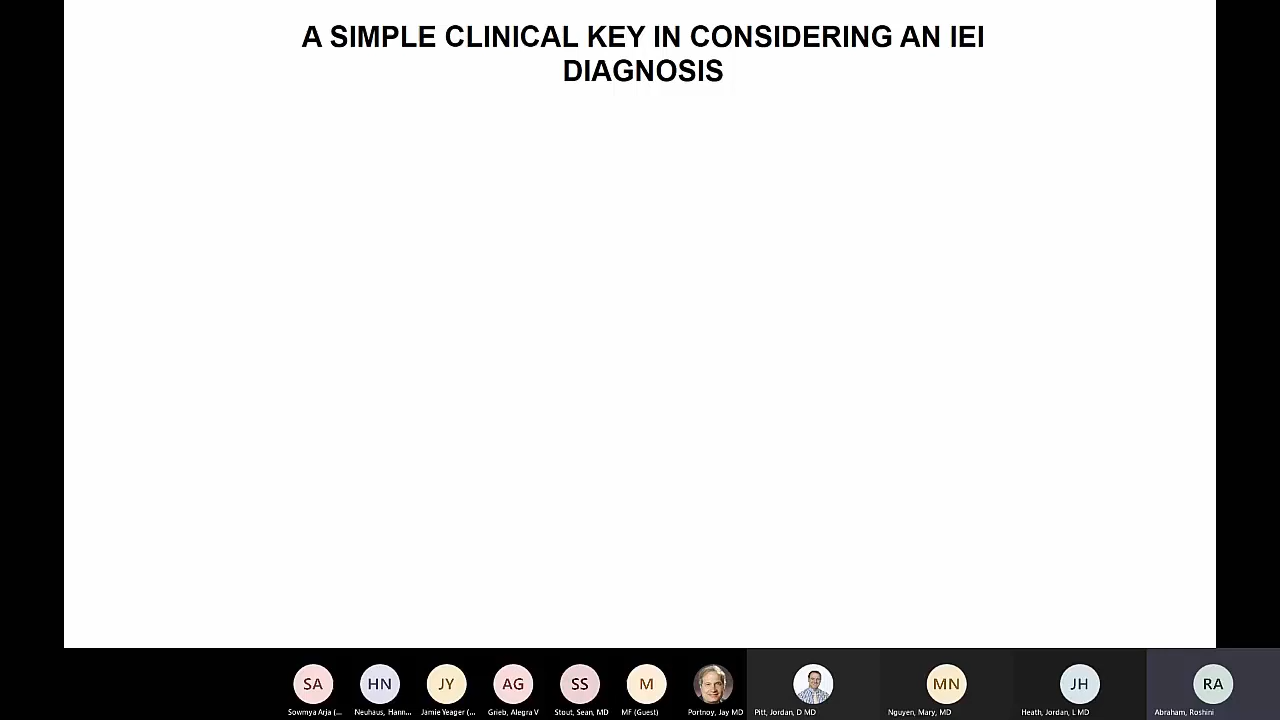 A SIMPLE CLINICAL KEY IN CONSIDERING AN IEI
DIAGNOSIS
SA
HN
JY
AG
SS
M
MN
JH
RA
Sowmya Arja (...
Neuhaus, Hann...
Jamie Yeager (...
Grieb, Alegra V
Stout, Sean, MD
MF (Guest)
Portnoy, Jay MD
Pitt, Jordan, D MD
Nguyen, Mary, MD
Heath, Jordan, L MD
Abraham, Roshini